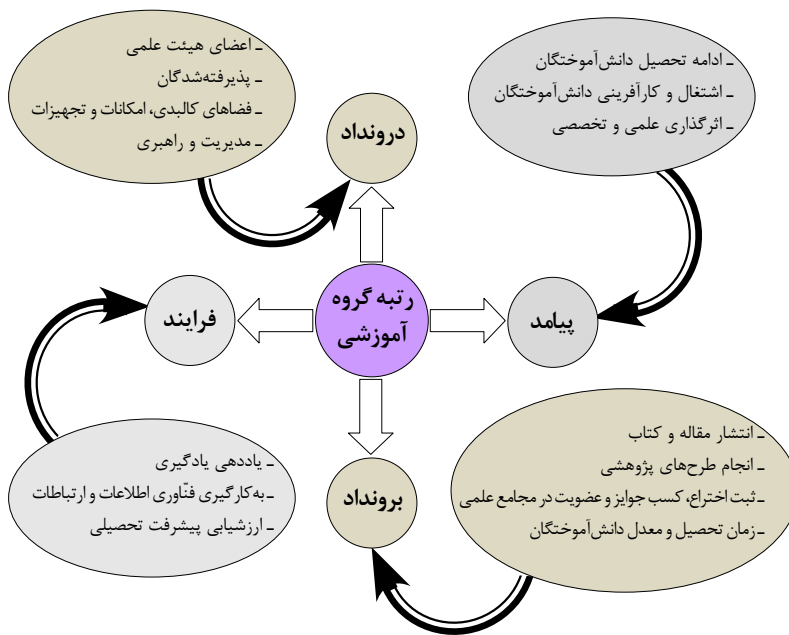 ـ اعضای هیئت علمی
ـ پذیرفته‌شدگان
ـ فضاهای کالبدی، امکانات و تجهیزات
ـ مدیریت و راهبری
درونداد
ـ ادامه تحصیل دانش‌آموختگان
ـ اشتغال و کارآفرینی دانش‌آموختگان
ـ اثرگذاری علمی و تخصصی
پیامد
رتبه گروه
آموزشی
فرایند
ـ یاددهی یادگیری
ـ به‌کارگیری فنّاوری اطلاعات و ارتباطات
ـ ارزشیابی پیشرفت تحصیلی
برونداد
ـ انتشار مقاله و کتاب
ـ انجام طرح‌های پژوهشی
ـ ثبت اختراع، کسب جوایز و عضویت در مجامع علمی
ـ زمان تحصیل و معدل دانش‌آموختگان